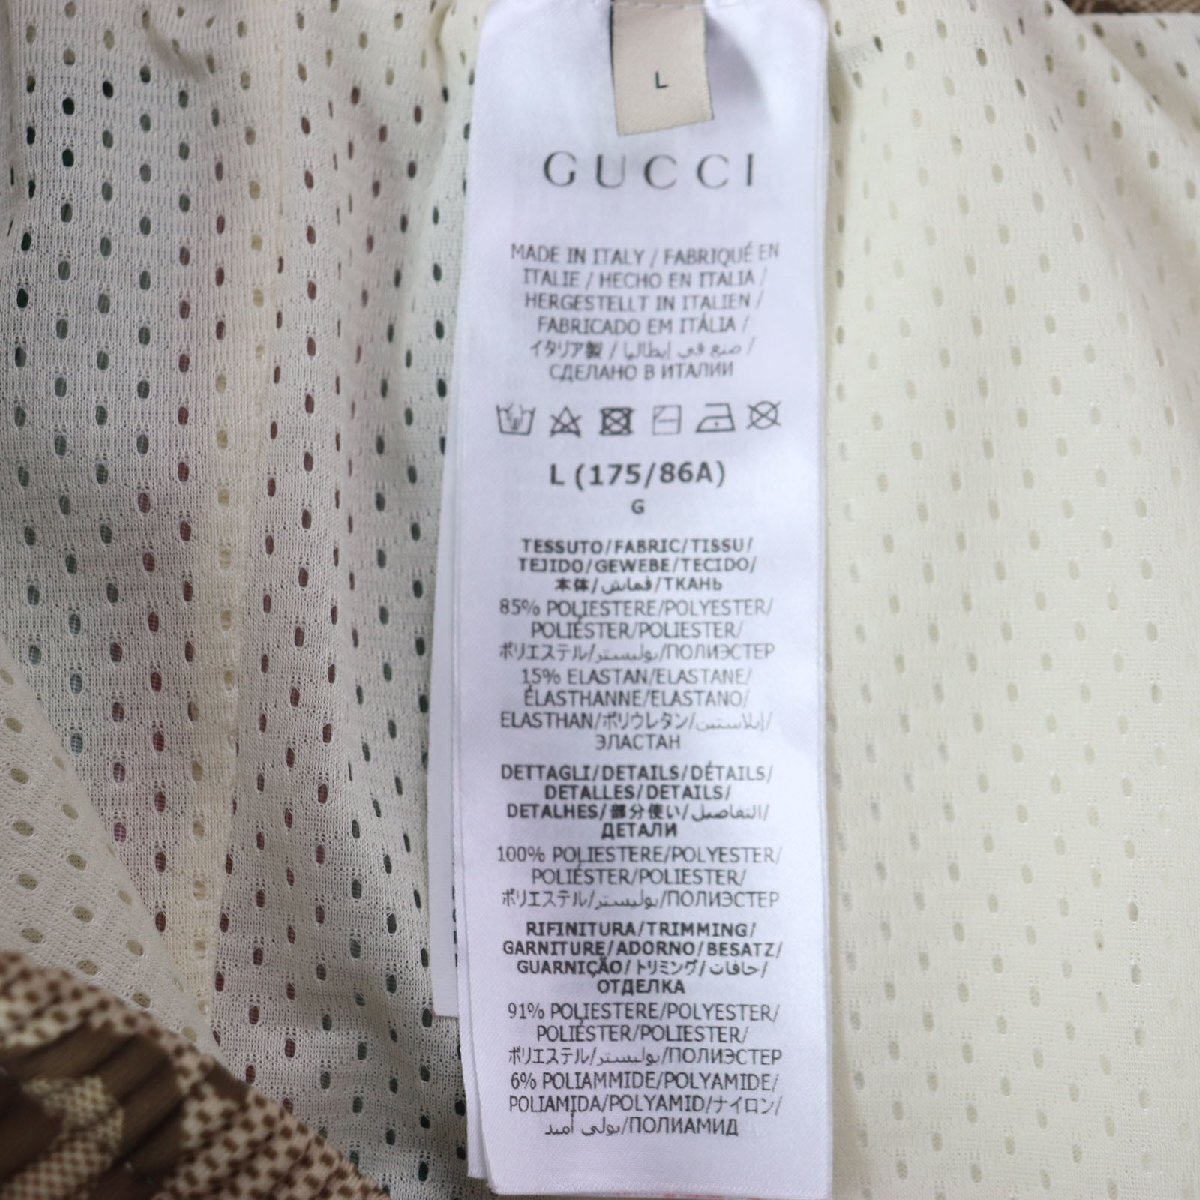 L
GUCCI
MADE IN ITALY / FABRIQUÉ EN
ITALIE / HECHO EN ITALIA /
HERGESTELLT IN ITALIEN /
FABRICADO EM ITÁLIA /
イタリア製 / صنع في إيطاليا /
СДЕЛАНО В ИТАЛИИ
L (175/86A)
G
TESSUTO/FABRIC/TISSU/
TEJIDO/GEWEBE/TECIDO/
本体/قماش/ТКАНЬ
85% POLIESTERE/POLYESTER/
POLIÉSTER/POLIESTER/
ポリエステル/بوليستر/ПОЛИЭСТЕР
15% ELASTAN/ELASTANE/
ÉLASTHANNE/ELASTANO/
ELASTHAN/ポリウレタン/إيلاستين/
ЭЛАСТАН
DETTAGLI/DETAILS/DÉTAILS/
DETALLES/DETAILS/
DETALHES/部分使い/التفاصيل/
ДЕТАЛИ
100% POLIESTERE/POLYESTER/
POLIÉSTER/POLIESTER/
ポリエステル/بوليستر/ПОЛИЭСТЕР
RIFINITURA/TRIMMING/
GARNITURE/ADORNO/BESATZ/
GUARNIÇÃO/トリミング/حافات/
ОТДЕЛКА
91% POLIESTERE/POLYESTER/
POLIÉSTER/POLIESTER/
ポリエステル/بوليستر/ПОЛИЭСТЕР
6% POLIAMMIDE/POLYAMIDE/
POLIAMIDA/POLYAMID/ナイロン/
بولي أميد/ПОЛИАМИД